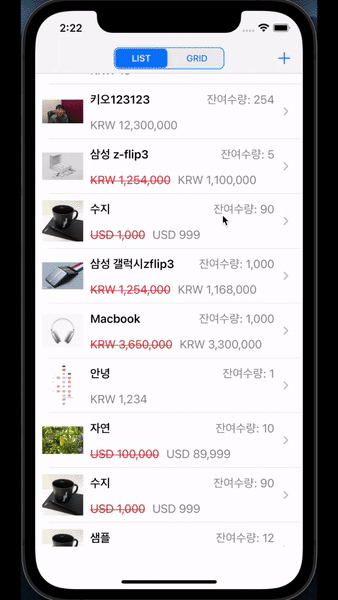 2:22
LIST GRID +
키오123123 잔여수량: 254
KRW 12,300,000
삼성 z-flip3 잔여수량: 5
KRW 1,254,000 KRW 1,100,000
수지 잔여수량: 90
USD 1,000 USD 999
삼성 갤럭시zflip3 잔여수량: 1,000
KRW 1,254,000 KRW 1,168,000
Macbook 잔여수량: 1,000
KRW 3,650,000 KRW 3,300,000
안녕 잔여수량: 1
KRW 1,234
자연 잔여수량: 10
USD 100,000 USD 89,999
수지 잔여수량: 90
USD 1,000 USD 999
샘플 잔여수량: 12